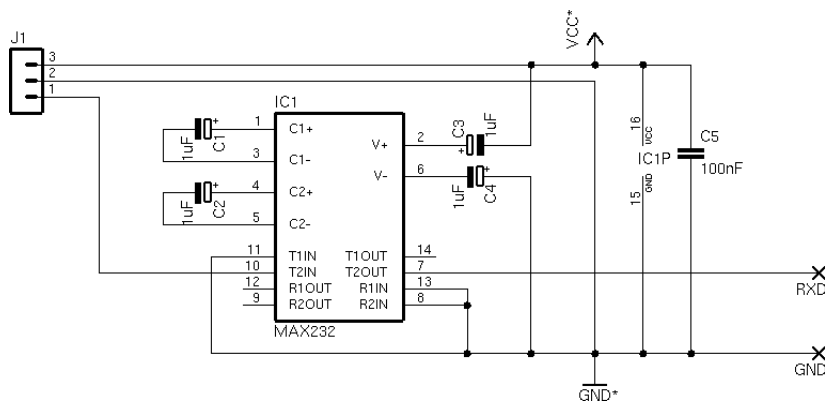 J1
VCC*
3
2
1
IC1
1
C1+
3
C1-
4
C2+
5
C2-
11
T1IN
10
T2IN
12
R1OUT
9
R2OUT
V+
2
V-
6
T1OUT
14
T2OUT
7
R1IN
13
R2IN
8
MAX232
1uF
C1
+
1uF
C2
+
C3
1uF
+
1uF
C4
+
16
VCC
IC1P
15
GND
C5
100nF
RXD
GND
GND*